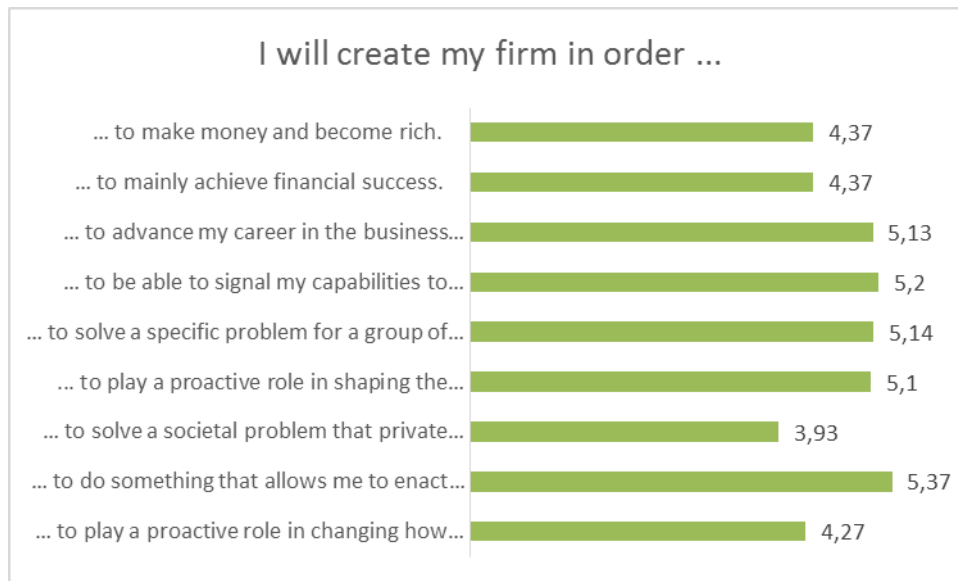 I will create my firm in order ...
... to make money and become rich. 4,37
... to mainly achieve financial success. 4,37
... to advance my career in the business... 5,13
... to be able to signal my capabilities to... 5,2
... to solve a specific problem for a group of... 5,14
... to play a proactive role in shaping the... 5,1
... to solve a societal problem that private... 3,93
... to do something that allows me to enact... 5,37
... to play a proactive role in changing how... 4,27